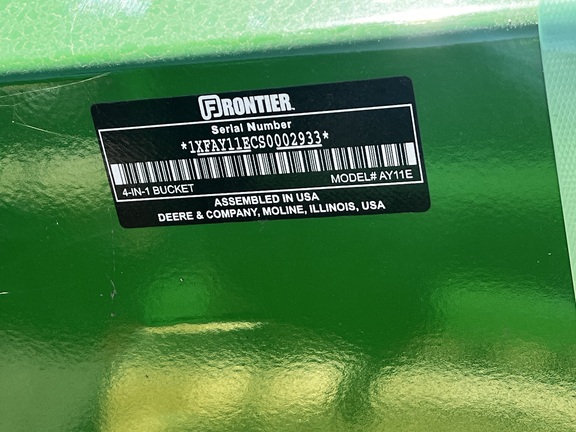 FRONTIER
Serial Number
*1XFAY11ECS0002933*
4-IN-1 BUCKET MODEL# AY11E
ASSEMBLED IN USA
DEERE & COMPANY, MOLINE, ILLINOIS, USA